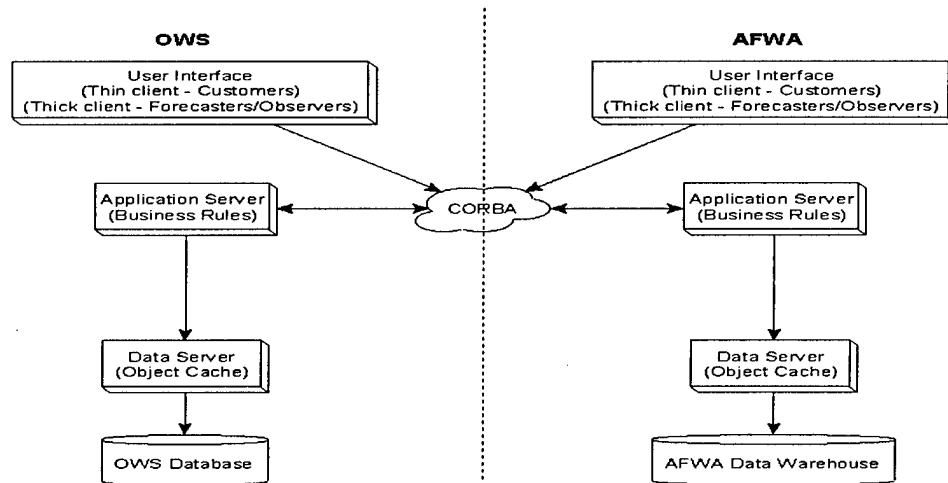 OWS
User Interface
(Thin client - Customers)
(Thick client - Forecasters/Observers)
AFWA
User Interface
(Thin client - Customers)
(Thick client - Forecasters/Observers)
Application Server
(Business Rules)
CORBA
Application Server
(Business Rules)
Data Server
(Object Cache)
Data Server
(Object Cache)
OWS Database
AFWA Data Warehouse